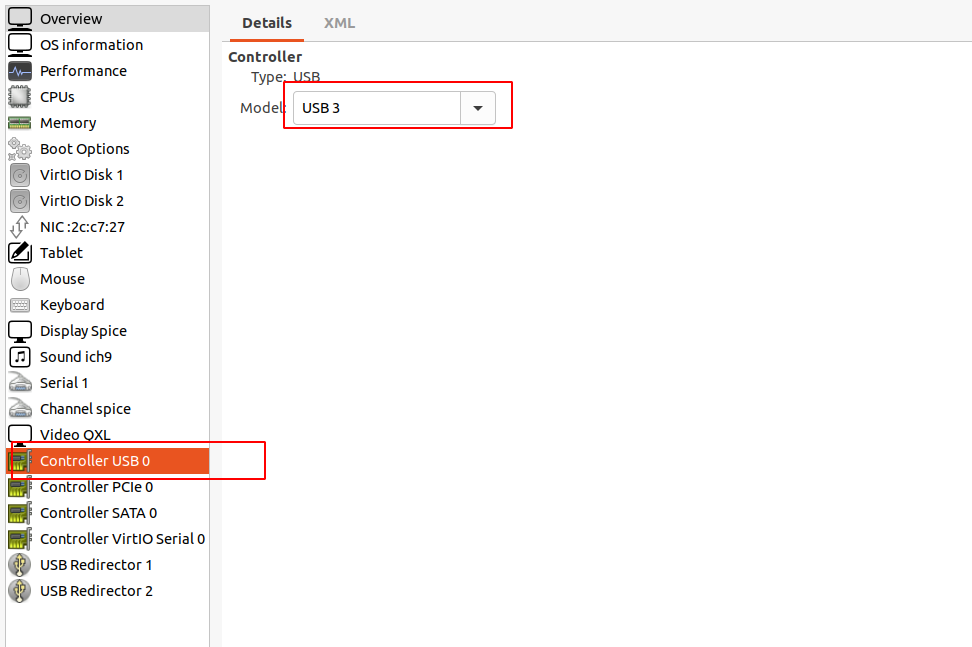 Overview
OS information
Performance
CPUs
Memory
Boot Options
VirtIO Disk 1
VirtIO Disk 2
NIC :2c:c7:27
Tablet
Mouse
Keyboard
Display Spice
Sound ich9
Serial 1
Channel spice
Video QXL
Controller USB 0
Controller PCIe 0
Controller SATA 0
Controller VirtIO Serial 0
USB Redirector 1
USB Redirector 2
Details XML
Controller
Type: USB
Model: USB 3